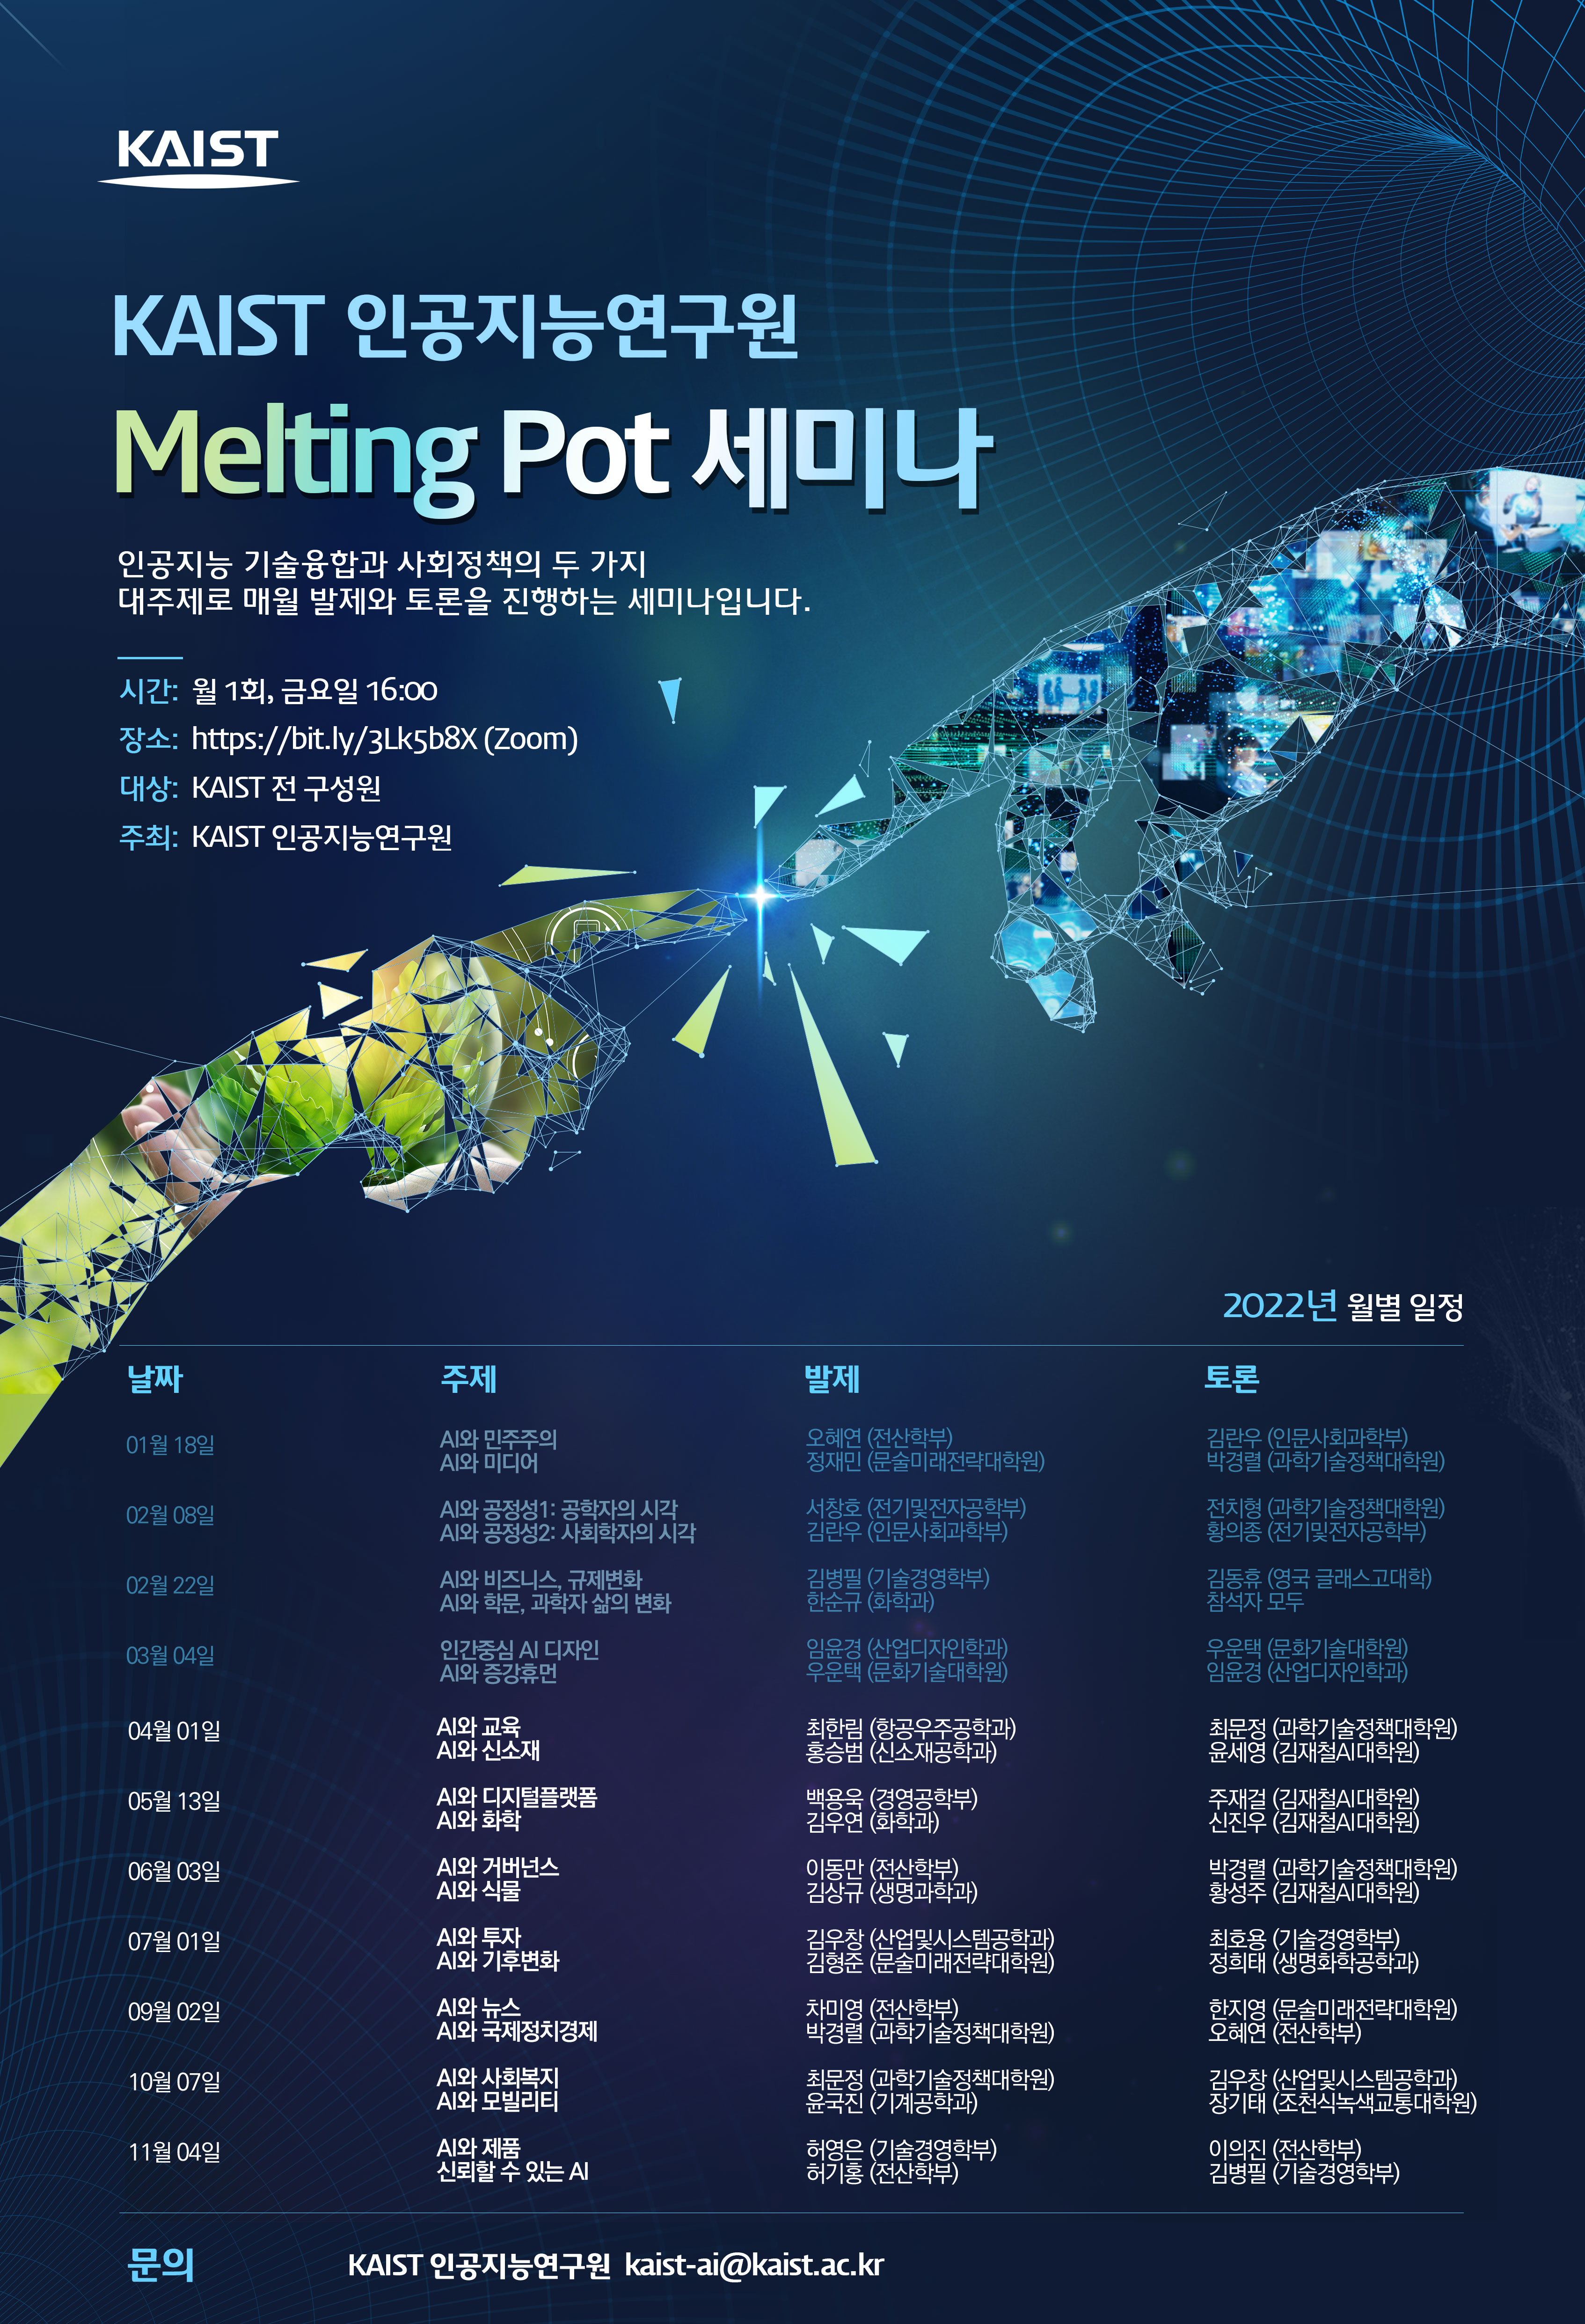 KAIST
KAIST 인공지능연구원
Melting Pot 세미나
인공지능 기술융합과 사회정책의 두 가지
대주제로 매월 발제와 토론을 진행하는 세미나입니다.
시간: 월 1회, 금요일 16:00
장소: https://bit.ly/3Lk5b8X (Zoom)
대상: KAIST 전 구성원
주최: KAIST 인공지능연구원
2022년 월별 일정
날짜 주제 발제 토론
01월 18일
AI와 민주주의 오혜연 (전산학부) 김란우 (인문사회과학부)
AI와 미디어 정재민 (문술미래전략대학원) 박경렬 (과학기술정책대학원)
02월 08일
AI와 공정성1: 공학자의 시각 서창호 (전기및전자공학부) 전치형 (과학기술정책대학원)
AI와 공정성2: 사회학자의 시각 김란우 (인문사회과학부) 황의종 (전기및전자공학부)
02월 22일
AI와 비즈니스, 규제변화 김병필 (기술경영학부) 김동휴 (영국 글래스고대학)
AI와 학문, 과학자 삶의 변화 한순규 (화학과) 참석자 모두
03월 04일
인간중심 AI 디자인 임윤경 (산업디자인학과) 우운택 (문화기술대학원)
AI와 증강휴먼 우운택 (문화기술대학원) 임윤경 (산업디자인학과)
04월 01일
AI와 교육 최한림 (항공우주공학과) 최문정 (과학기술정책대학원)
AI와 신소재 홍승범 (신소재공학과) 윤세영 (김재철AI대학원)
05월 13일
AI와 디지털플랫폼 백용욱 (경영공학부) 주재걸 (김재철AI대학원)
AI와 화학 김우연 (화학과) 신진우 (김재철AI대학원)
06월 03일
AI와 거버넌스 이동만 (전산학부) 박경렬 (과학기술정책대학원)
AI와 식물 김상규 (생명과학과) 황성주 (김재철AI대학원)
07월 01일
AI와 투자 김우창 (산업및시스템공학과) 최호용 (기술경영학부)
AI와 기후변화 김형준 (문술미래전략대학원) 정희태 (생명화학공학과)
09월 02일
AI와 뉴스 차미영 (전산학부) 한지영 (문술미래전략대학원)
AI와 국제정치경제 박경렬 (과학기술정책대학원) 오혜연 (전산학부)
10월 07일
AI와 사회복지 최문정 (과학기술정책대학원) 김우창 (산업및시스템공학과)
AI와 모빌리티 윤국진 (기계공학과) 장기태 (조천식녹색교통대학원)
11월 04일
AI와 제품 허영은 (기술경영학부) 이의진 (전산학부)
신뢰할 수 있는 AI 허기홍 (전산학부) 김병필 (기술경영학부)
문의 KAIST 인공지능연구원 kaist-ai@kaist.ac.kr